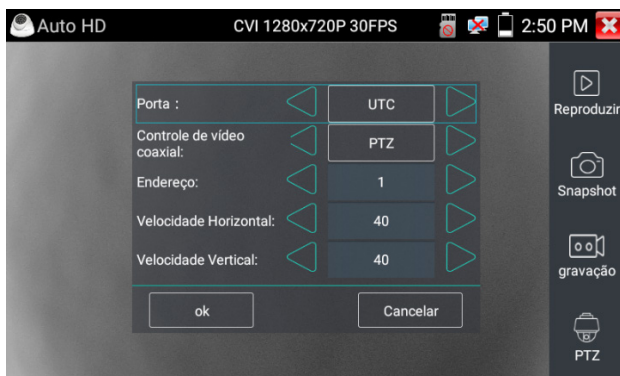 Auto HD CVI 1280x720P 30FPS 2:50 PM
Porta : UTC
Controle de vídeo
coaxial: PTZ
Endereço: 1
Velocidade Horizontal: 40
Velocidade Vertical: 40
ok Cancelar
Reproduzir
Snapshot
gravação
PTZ